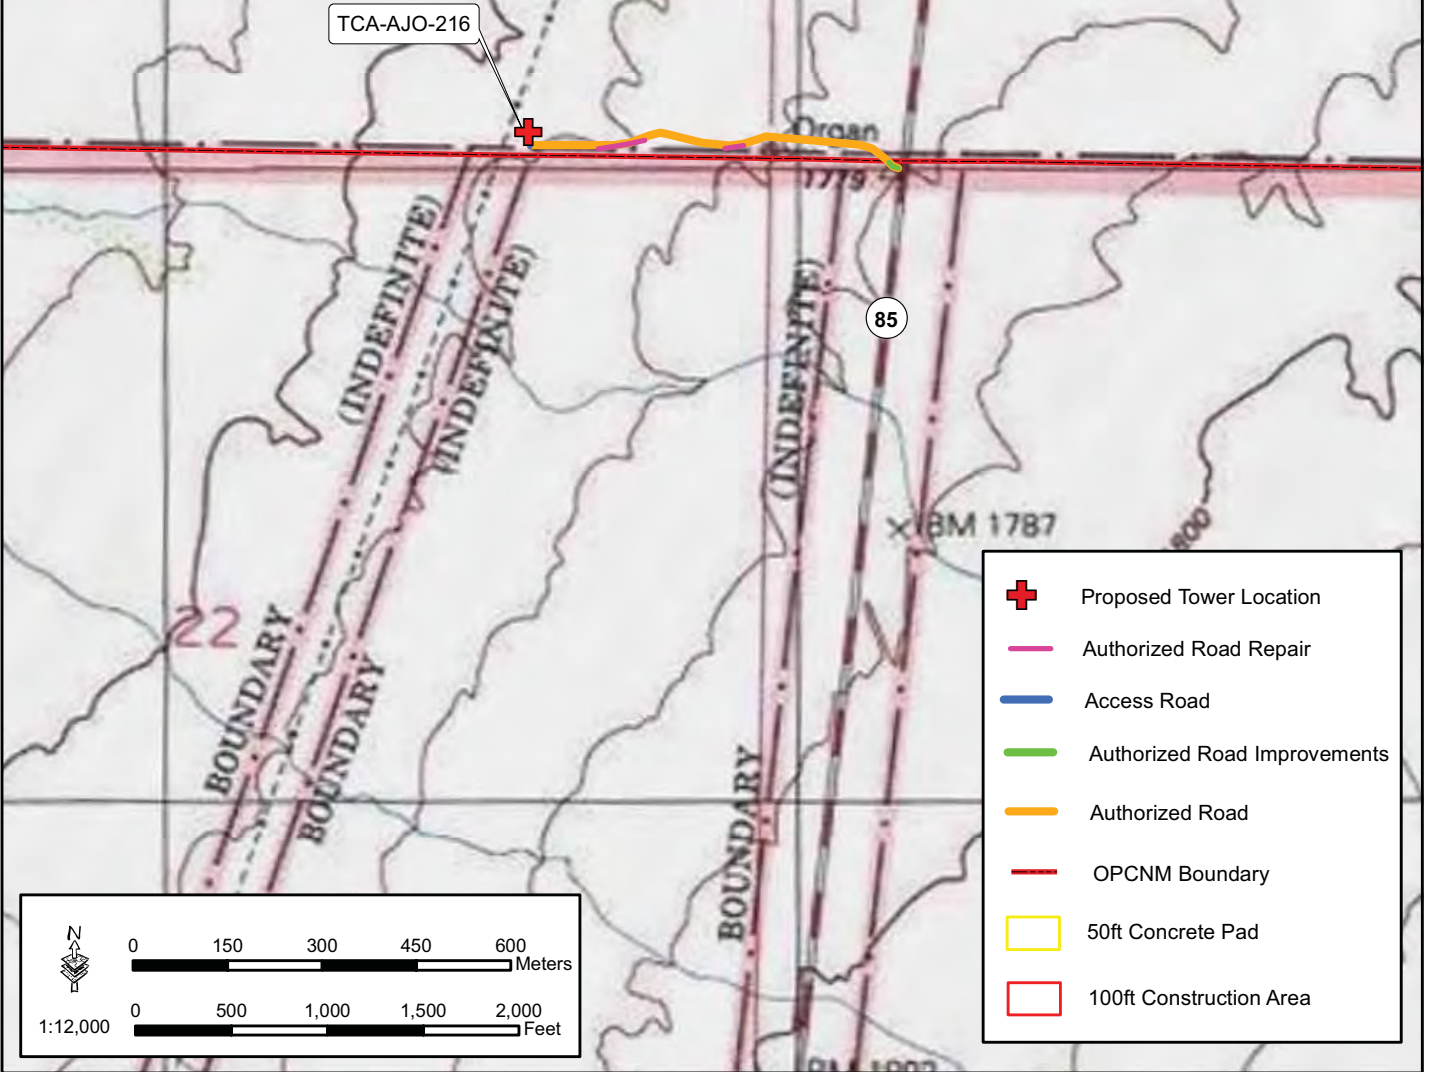 TCA-AJO-216
Organ
1779
(INDEFINITE)
(INDEFINITE)
(INDEFINITE)
85
BM 1787
1800
22
BOUNDARY
BOUNDARY
BOUNDARY
Proposed Tower Location
Authorized Road Repair
Access Road
Authorized Road Improvements
Authorized Road
OPCNM Boundary
50ft Concrete Pad
100ft Construction Area
N
0 150 300 450 600
Meters
0 500 1,000 1,500 2,000
Feet
1:12,000